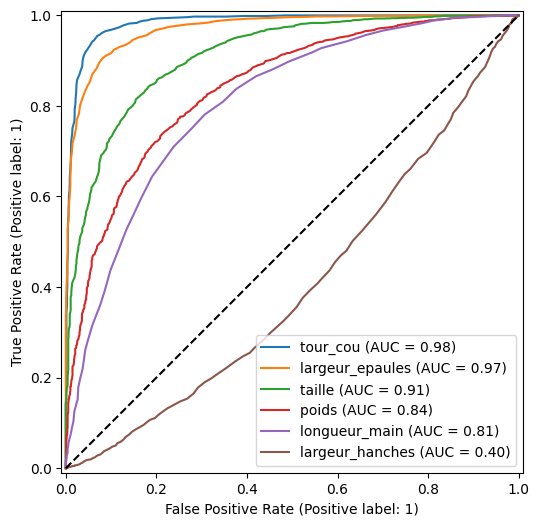 1.0
0.8
0.6
0.4
0.2
0.0
True Positive Rate (Positive label: 1)
tour_cou (AUC = 0.98)
largeur_epaules (AUC = 0.97)
taille (AUC = 0.91)
poids (AUC = 0.84)
longueur_main (AUC = 0.81)
largeur_hanches (AUC = 0.40)
0.0 0.2 0.4 0.6 0.8 1.0
False Positive Rate (Positive label: 1)